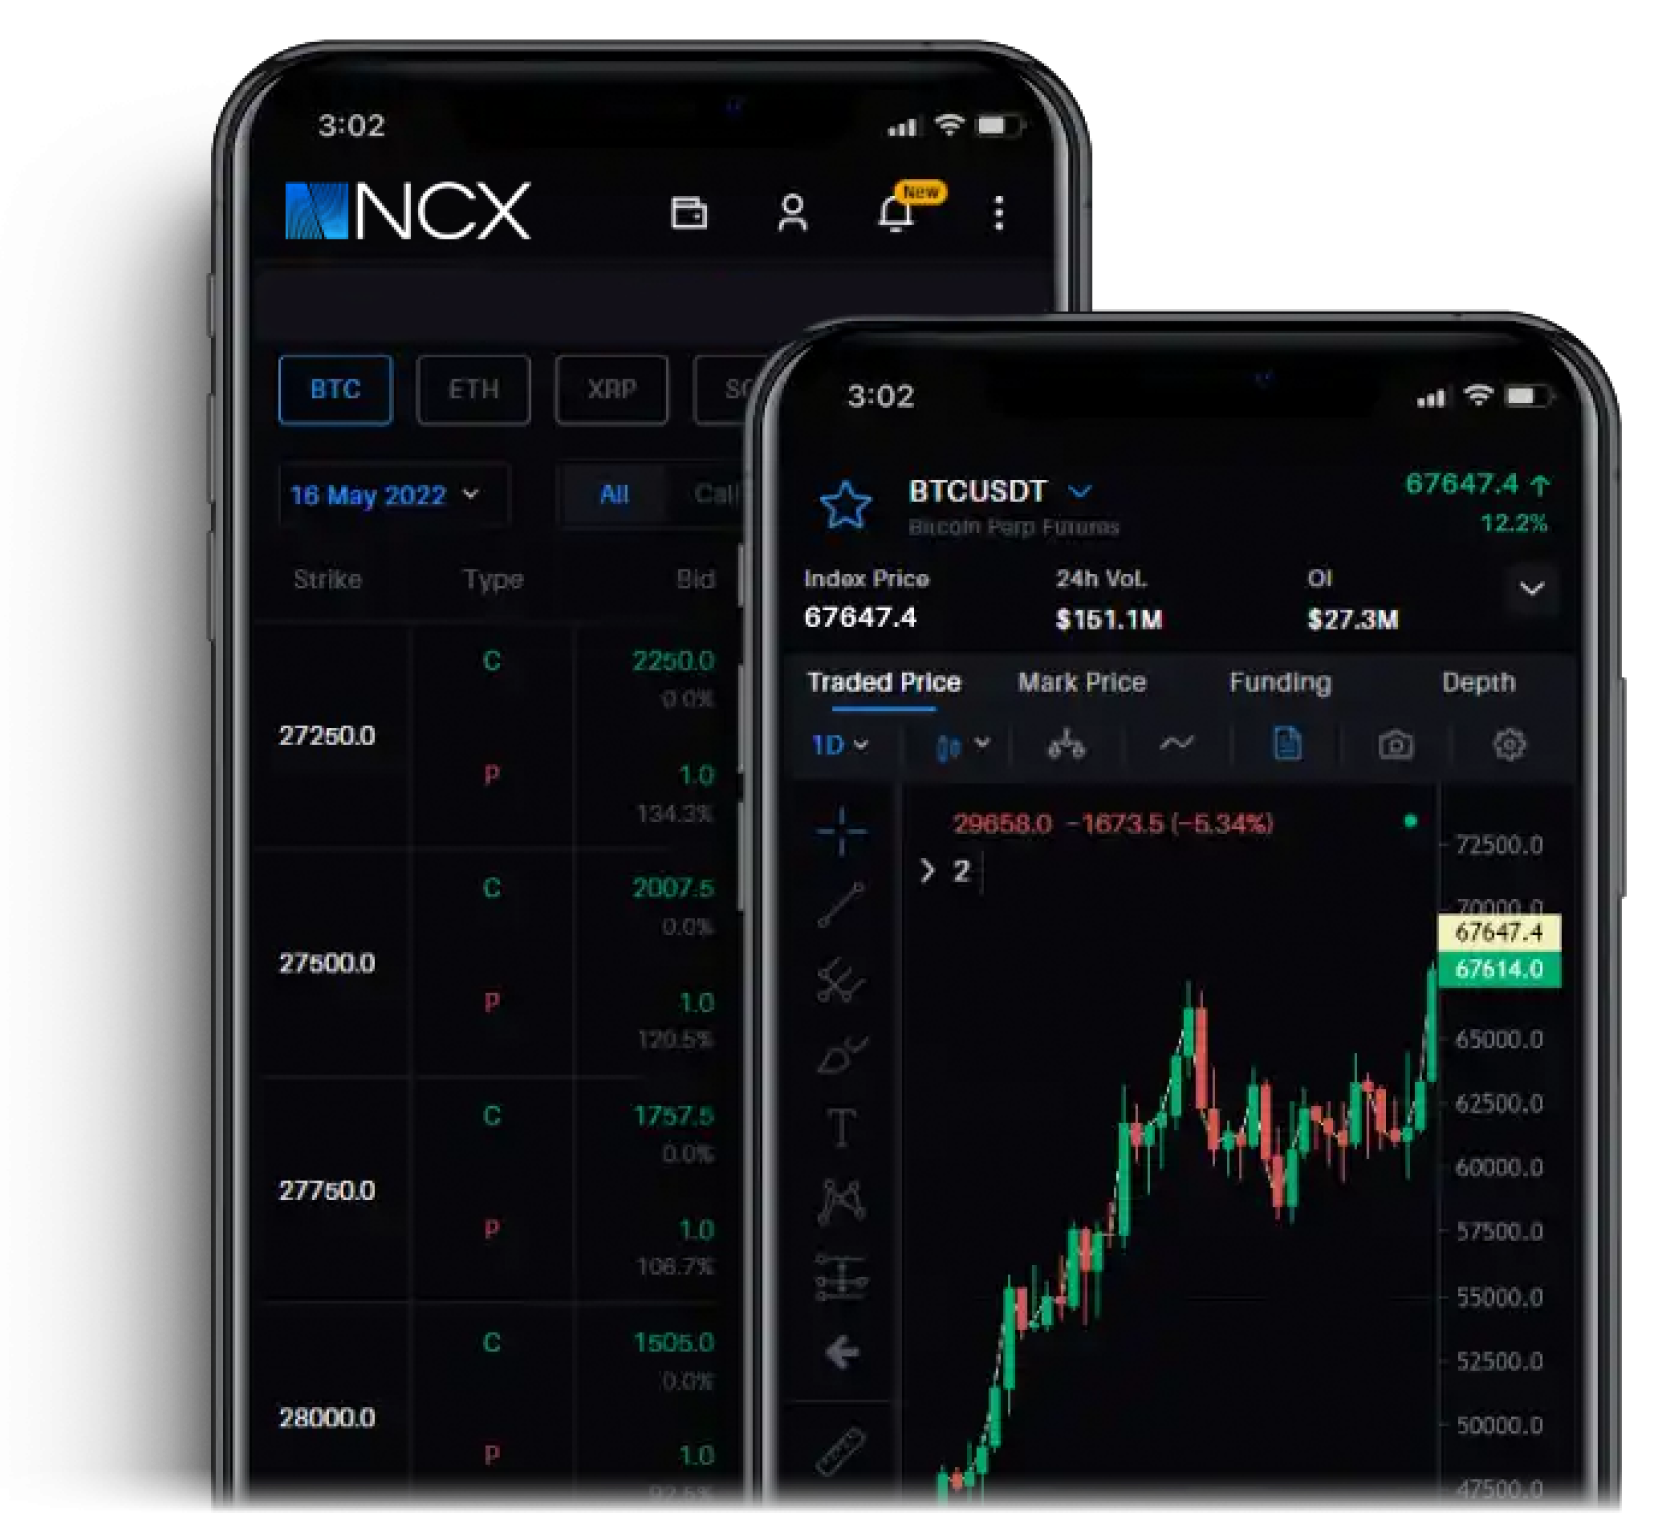 3:02
NCX
New
BTC ETH XRP
16 May 2022 All Call
Strike Type Bid
C 2250.0
0.0%
27250.0
P 1.0
134.3%
C 2007.5
0.0%
27500.0
P 1.0
120.5%
C 1757.5
0.0%
27750.0
P 1.0
106.7%
C 1505.0
0.0%
28000.0
P 1.0
92.5%
3:02
BTCUSDT 67647.4
Bitcoin Perp Futures 12.2%
Index Price 24h Vol. OI
67647.4 $151.1M $27.3M
Traded Price Mark Price Funding Depth
1D
29658.0 −1673.5 (−5.34%)
2
T
72500.0
70000.0
67647.4
67614.0
65000.0
62500.0
60000.0
57500.0
55000.0
52500.0
50000.0
47500.0